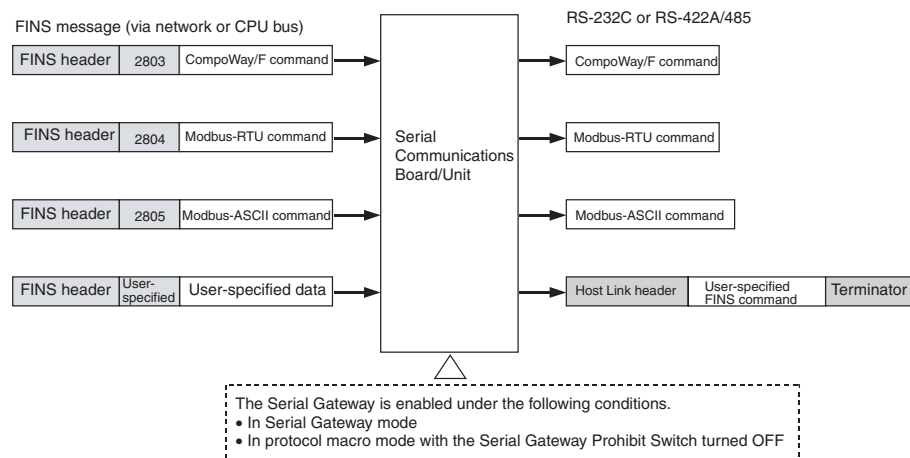 FINS message (via network or CPU bus)
RS-232C or RS-422A/485
FINS header 2803 CompoWay/F command
CompoWay/F command
FINS header 2804 Modbus-RTU command
Serial
Communications
Board/Unit
Modbus-RTU command
FINS header 2805 Modbus-ASCII command
Modbus-ASCII command
FINS header User-
specified User-specified data
Host Link header User-specified
FINS command Terminator
The Serial Gateway is enabled under the following conditions.
• In Serial Gateway mode
• In protocol macro mode with the Serial Gateway Prohibit Switch turned OFF